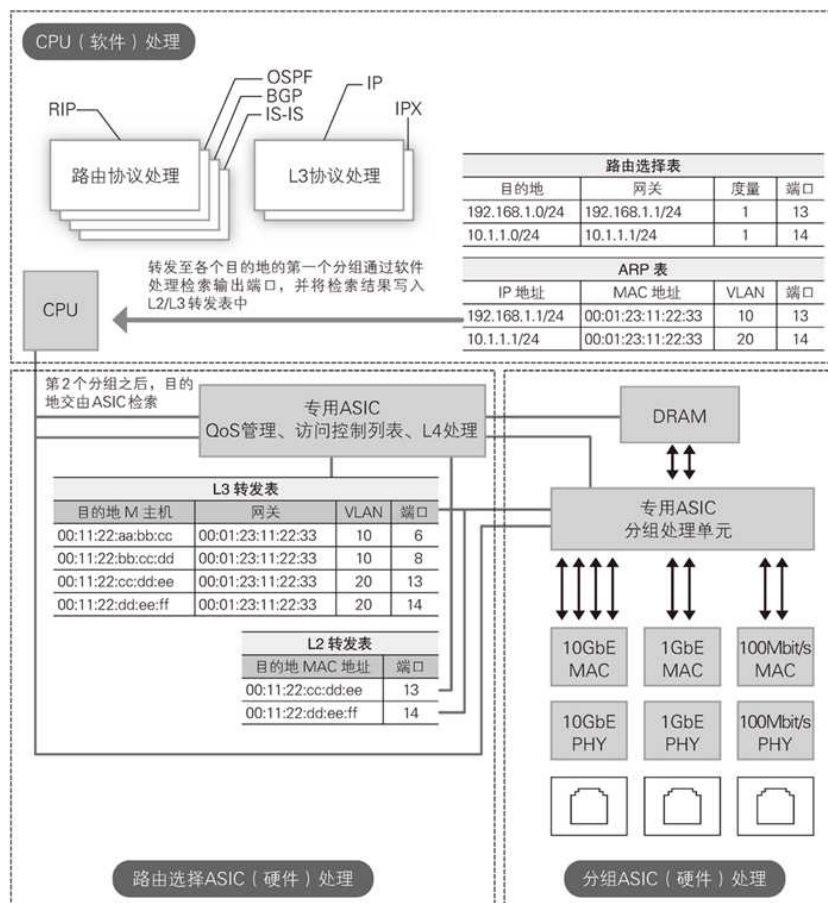 CPU（软件）处理
OSPF
BGP
IS-IS
RIP
IP
IPX
路由协议处理
L3协议处理
路由选择表
目的地 网关 度量 端口
192.168.1.0/24 192.168.1.1/24 1 13
10.1.1.0/24 10.1.1.1/24 1 14
转发至各个目的地的第一个分组通过软件
处理检索输出端口，并将检索结果写入
L2/L3转发表中
CPU
ARP 表
IP 地址 MAC 地址 VLAN 端口
192.168.1.1/24 00:01:23:11:22:33 10 13
10.1.1.1/24 00:01:23:11:22:33 20 14
第2个分组之后，目的
地交由ASIC检索
专用ASIC
QoS管理、访问控制列表、L4处理
L3 转发表
目的地 M 主机 网关 VLAN 端口
00:11:22:aa:bb:cc 00:01:23:11:22:33 10 6
00:11:22:bb:cc:dd 00:01:23:11:22:33 10 8
00:11:22:cc:dd:ee 00:01:23:11:22:33 20 13
00:11:22:dd:ee:ff 00:01:23:11:22:33 20 14
L2 转发表
目的地 MAC 地址 端口
00:11:22:cc:dd:ee 13
00:11:22:dd:ee:ff 14
路由选择ASIC（硬件）处理
DRAM
专用ASIC
分组处理单元
10GbE
MAC
1GbE
MAC
100Mbit/s
MAC
10GbE
PHY
1GbE
PHY
100Mbit/s
PHY
分组ASIC（硬件）处理